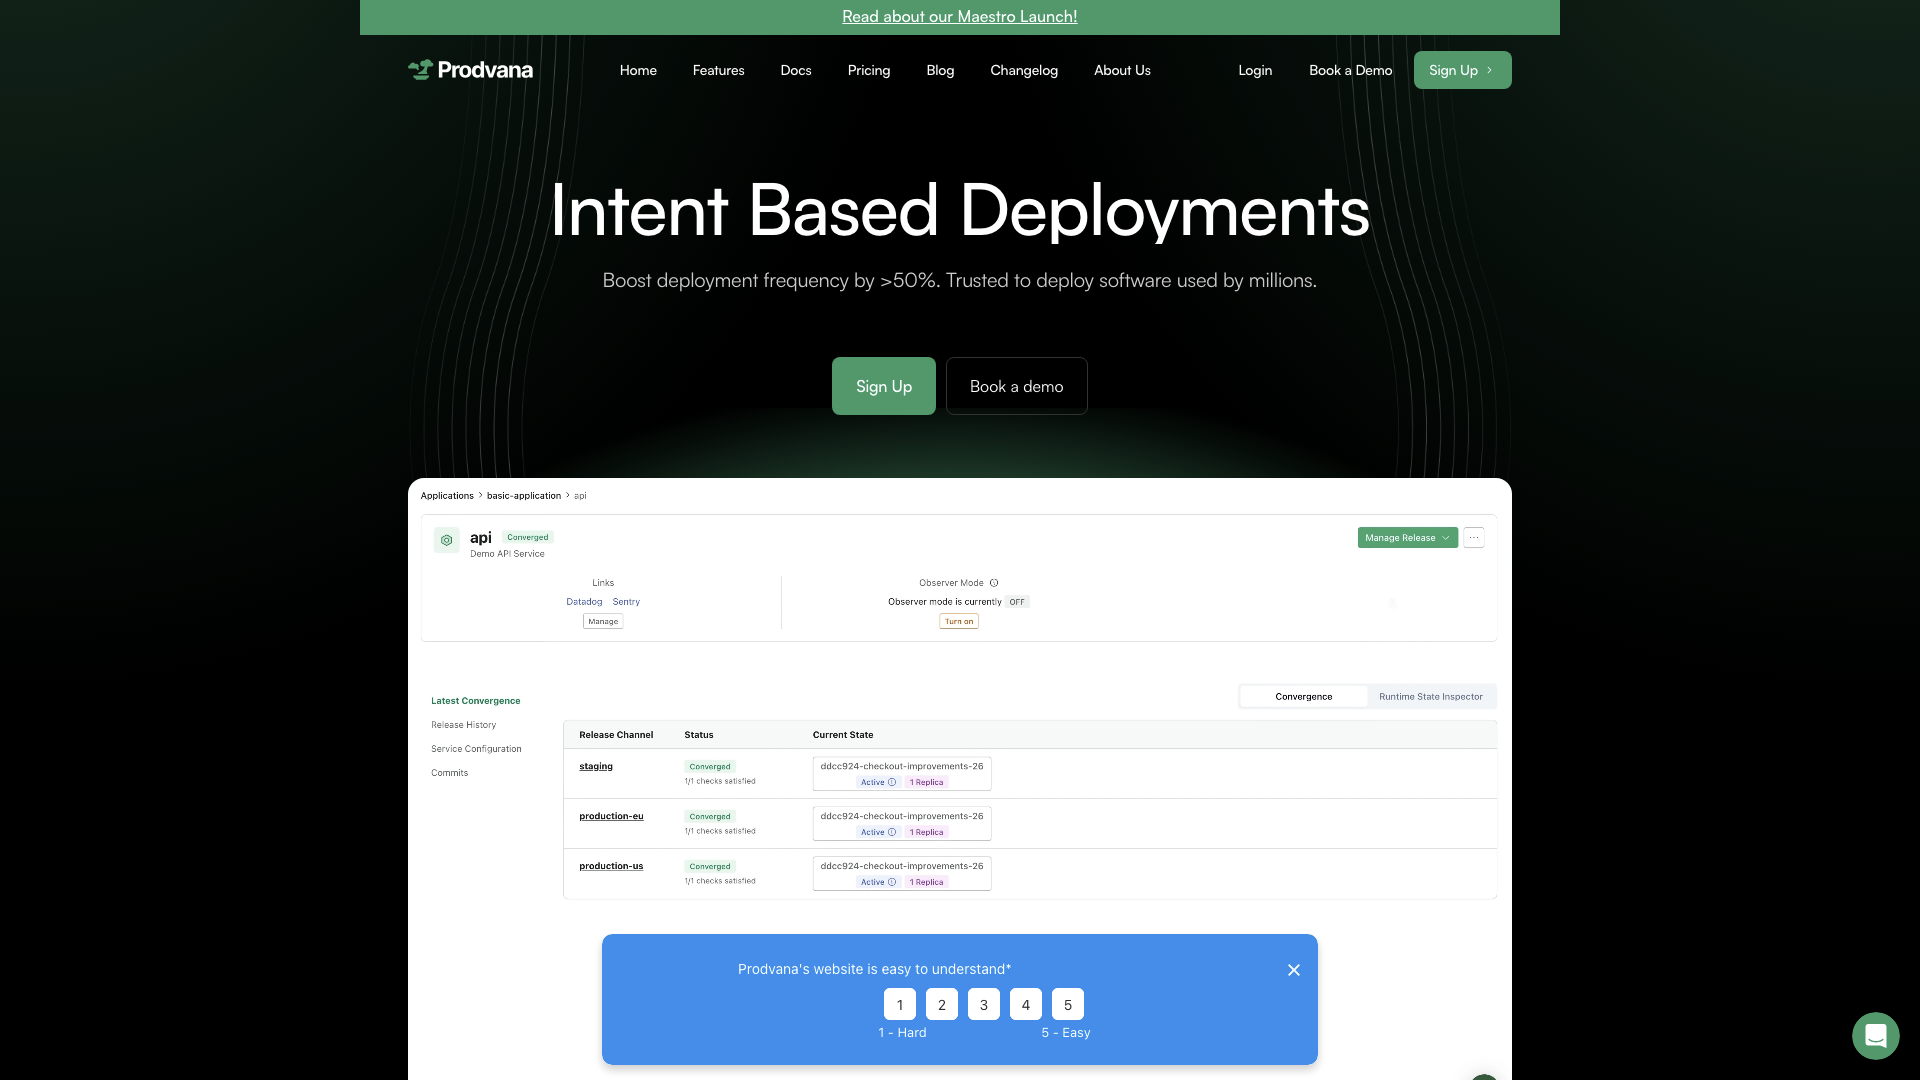 Read about our Maestro Launch!
Prodvana
Home
Features
Docs
Pricing
Blog
Changelog
About Us
Login
Book a Demo
Sign Up
Intent Based Deployments
Boost deployment frequency by >50%. Trusted to deploy software used by millions.
Sign Up
Book a demo
Applications > basic-application > api
api Converged
Demo API Service
Manage Release
...
Links
Datadog Sentry
Manage
Observer Mode
Observer mode is currently OFF
Turn on
Latest Convergence
Release History
Service Configuration
Commits
Convergence
Runtime State Inspector
Release Channel Status Current State
staging
Converged
1/1 checks satisfied
ddcc924-checkout-improvements-26
Active 1 Replica
production-eu
Converged
1/1 checks satisfied
ddcc924-checkout-improvements-26
Active 1 Replica
production-us
Converged
1/1 checks satisfied
ddcc924-checkout-improvements-26
Active 1 Replica
Prodvana's website is easy to understand*
1 2 3 4 5
1 - Hard
5 - Easy